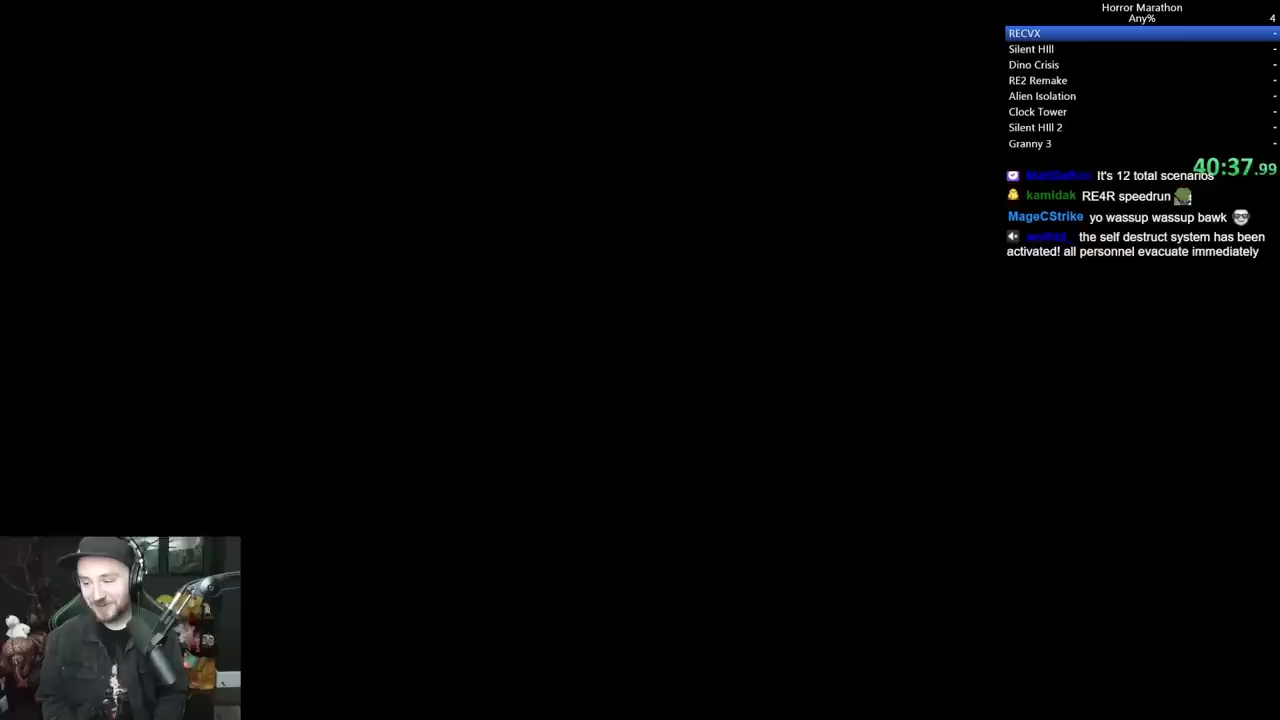 Horror Marathon
Any%
4
RECVX -
Silent HIll -
Dino Crisis -
RE2 Remake -
Alien Isolation -
Clock Tower -
Silent HIll 2 -
Granny 3 -
40:37.99
It's 12 total scenarios
kamidak RE4R speedrun
MageCStrike yo wassup wassup bawk
the self destruct system has been
activated! all personnel evacuate immediately